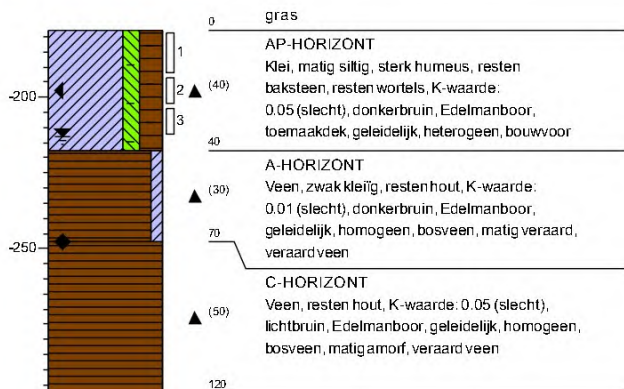 0 gras
AP-HORIZONT
1
Klei, matig siltig, sterk humeus, resten
-200 2 (40) baksteen, resten wortels, K-waarde:
0.05 (slecht), donkerbruin, Edelmanboor,
3
toemaakdek, geleidelijk, heterogeen, bouwvoor
40
A-HORIZONT
(30) Veen, zwak kleiïg, resten hout, K-waarde:
0.01 (slecht), donkerbruin, Edelmanboor,
geleidelijk, homogeen, bosveen, matig veraard,
-250 70 veraard veen
C-HORIZONT
Veen, resten hout, K-waarde: 0.05 (slecht),
(50) lichtbruin, Edelmanboor, geleidelijk, homogeen,
bosveen, matig amorf, veraard veen
120